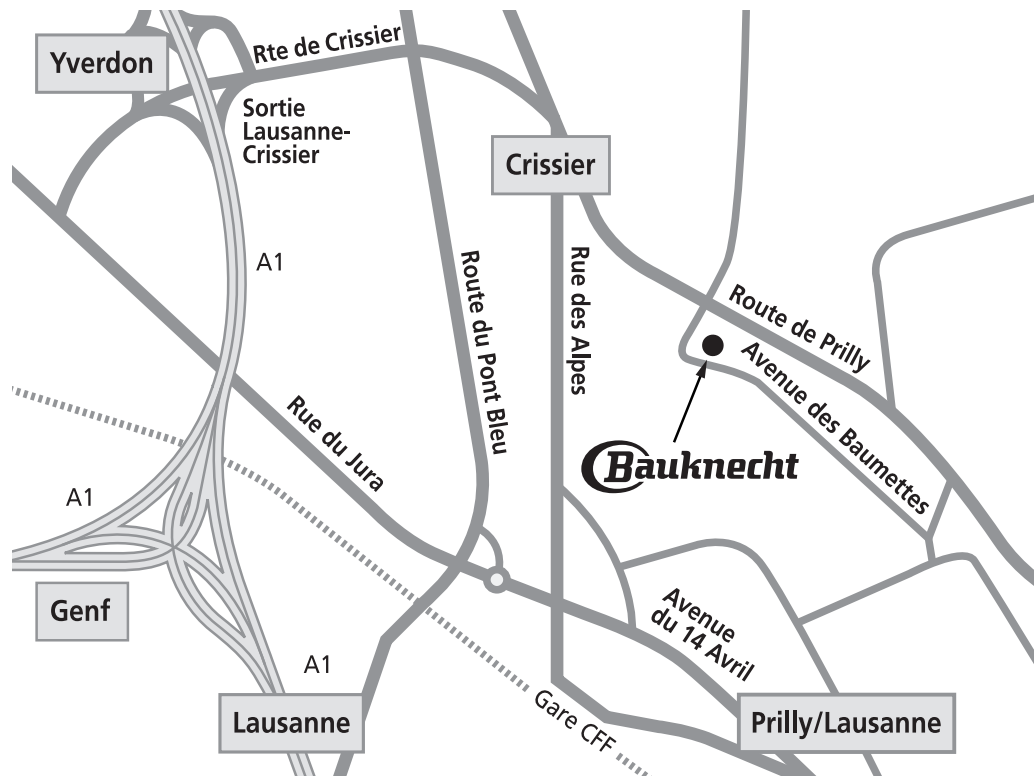 Yverdon
Rte de Crissier
Sortie
Lausanne-
Crissier
Crissier
A1
Route du Pont Bleu
Rue des Alpes
Route de Prilly
Avenue des Baumettes
Rue du Jura
Bauknecht
A1
Genf
Avenue
du 14 Avril
A1
Lausanne
Gare CFF
Prilly/Lausanne